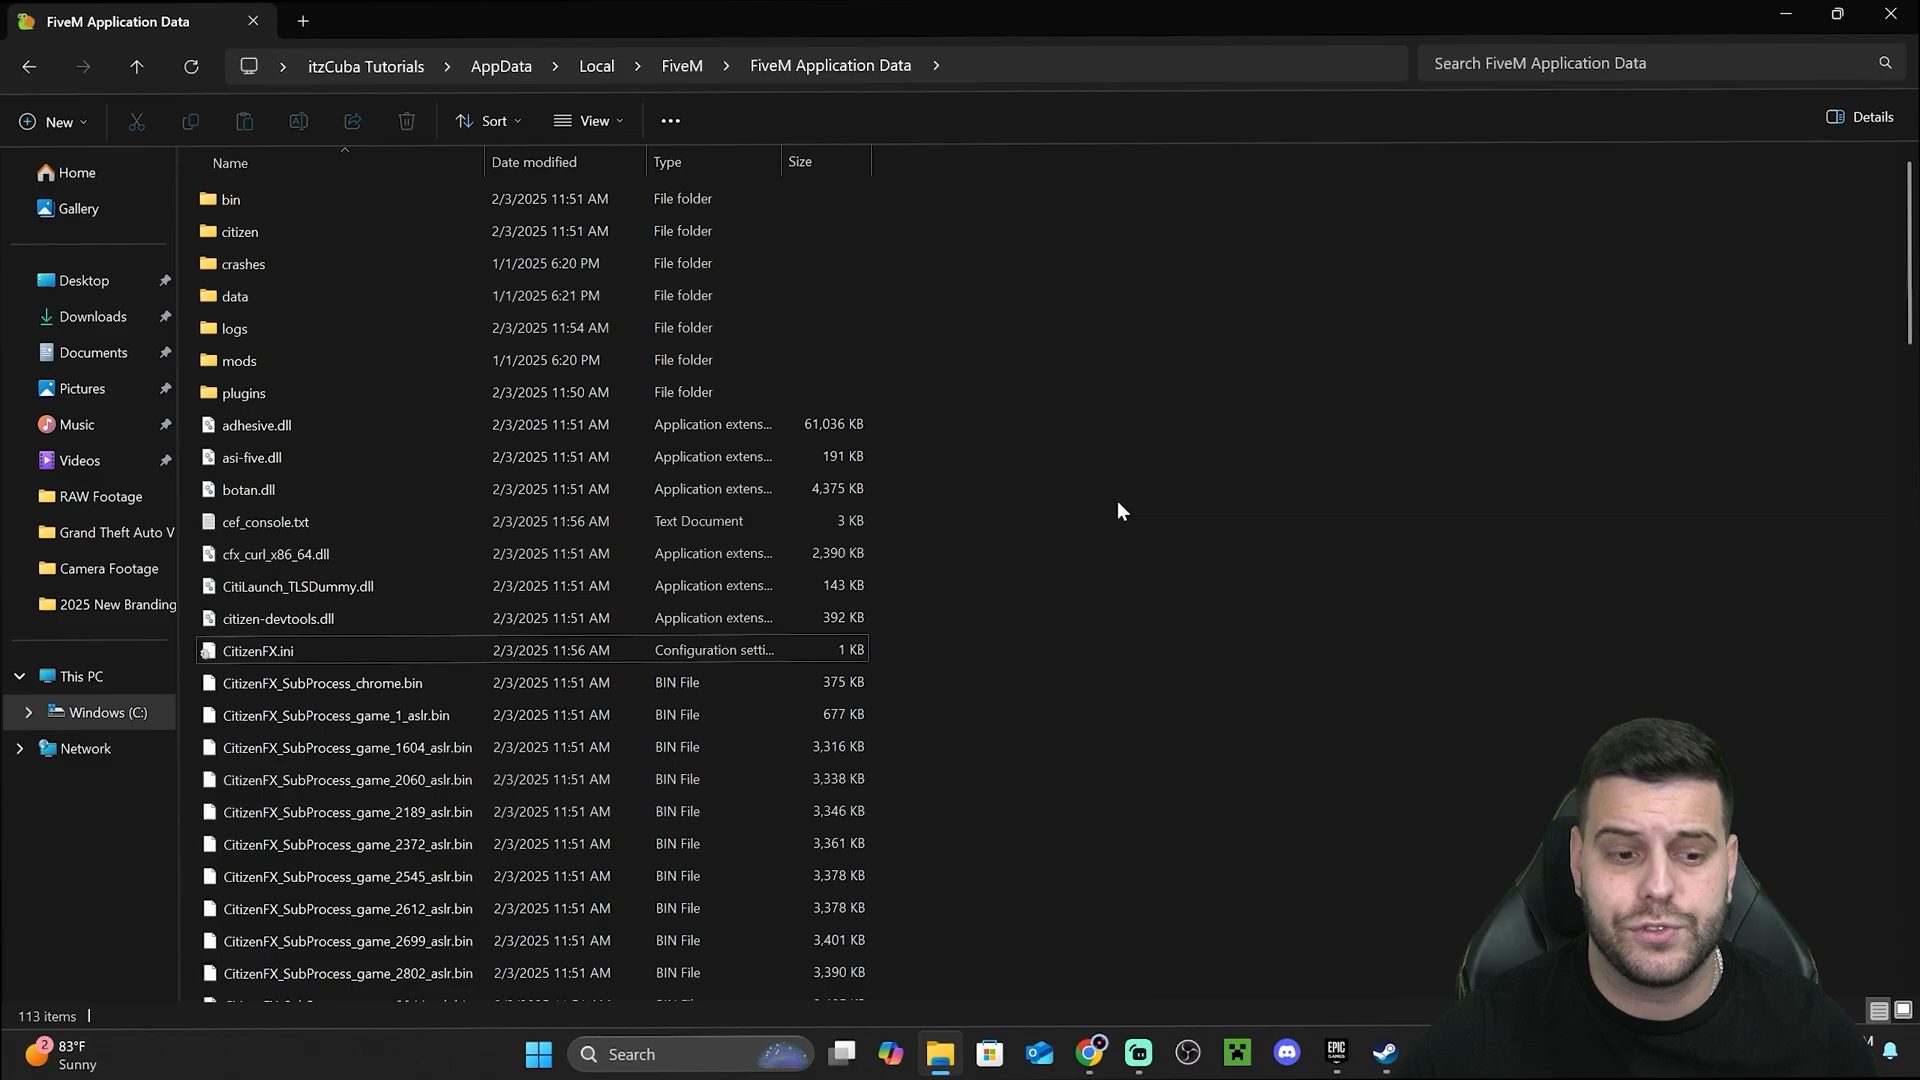 FiveM Application Data
itzCuba Tutorials
AppData
Local
FiveM
FiveM Application Data
Search FiveM Application Data
New
Sort
View
Details
Home
Gallery
Desktop
Downloads
Documents
Pictures
Music
Videos
RAW Footage
Grand Theft Auto V
Camera Footage
2025 New Branding
This PC
Windows (C:)
Network
Name Date modified Type Size
bin 2/3/2025 11:51 AM File folder
citizen 2/3/2025 11:51 AM File folder
crashes 1/1/2025 6:20 PM File folder
data 1/1/2025 6:21 PM File folder
logs 2/3/2025 11:54 AM File folder
mods 1/1/2025 6:20 PM File folder
plugins 2/3/2025 11:50 AM File folder
adhesive.dll 2/3/2025 11:51 AM Application extens... 61,036 KB
asi-five.dll 2/3/2025 11:51 AM Application extens... 191 KB
botan.dll 2/3/2025 11:51 AM Application extens... 4,375 KB
cef_console.txt 2/3/2025 11:56 AM Text Document 3 KB
cfx_curl_x86_64.dll 2/3/2025 11:51 AM Application extens... 2,390 KB
CitiLaunch_TLSDummy.dll 2/3/2025 11:51 AM Application extens... 143 KB
citizen-devtools.dll 2/3/2025 11:51 AM Application extens... 392 KB
CitizenFX.ini 2/3/2025 11:56 AM Configuration setti... 1 KB
CitizenFX_SubProcess_chrome.bin 2/3/2025 11:51 AM BIN File 375 KB
CitizenFX_SubProcess_game_1_aslr.bin 2/3/2025 11:51 AM BIN File 677 KB
CitizenFX_SubProcess_game_1604_aslr.bin 2/3/2025 11:51 AM BIN File 3,316 KB
CitizenFX_SubProcess_game_2060_aslr.bin 2/3/2025 11:51 AM BIN File 3,338 KB
CitizenFX_SubProcess_game_2189_aslr.bin 2/3/2025 11:51 AM BIN File 3,346 KB
CitizenFX_SubProcess_game_2372_aslr.bin 2/3/2025 11:51 AM BIN File 3,361 KB
CitizenFX_SubProcess_game_2545_aslr.bin 2/3/2025 11:51 AM BIN File 3,378 KB
CitizenFX_SubProcess_game_2612_aslr.bin 2/3/2025 11:51 AM BIN File 3,378 KB
CitizenFX_SubProcess_game_2699_aslr.bin 2/3/2025 11:51 AM BIN File 3,401 KB
CitizenFX_SubProcess_game_2802_aslr.bin 2/3/2025 11:51 AM BIN File 3,390 KB
113 items
2
83°F
Sunny
Search
EPIC
GAMES